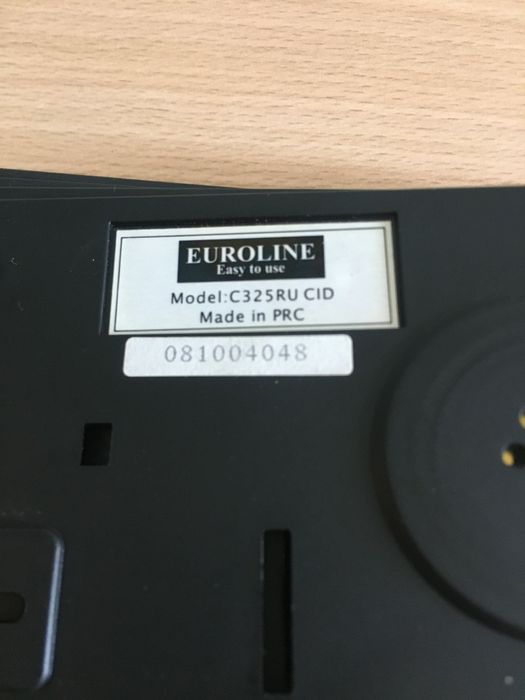 EUROLINE
Easy to use
Model:C325RU CID
Made in PRC
081004048